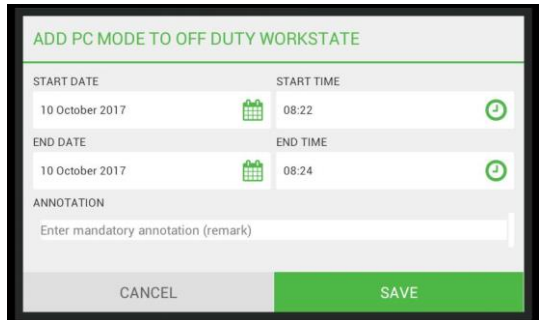 ADD PC MODE TO OFF DUTY WORKSTATE
START DATE START TIME
10 October 2017 08:22
END DATE END TIME
10 October 2017 08:24
ANNOTATION
Enter mandatory annotation (remark)
CANCEL SAVE